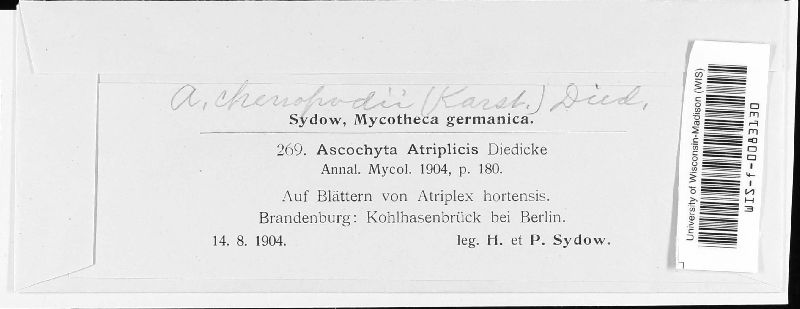 A. chenopodii (Karst.) Died.
Sydow, Mycotheca germanica.
269. Ascochyta Atriplicis Diedicke
Annal. Mycol. 1904, p. 180.
Auf Blättern von Atriplex hortensis.
Brandenburg: Kohlhasenbrück bei Berlin.
14. 8. 1904. leg. H. et P. Sydow.
University of Wisconsin-Madison (WIS)
WIS-f-0083130